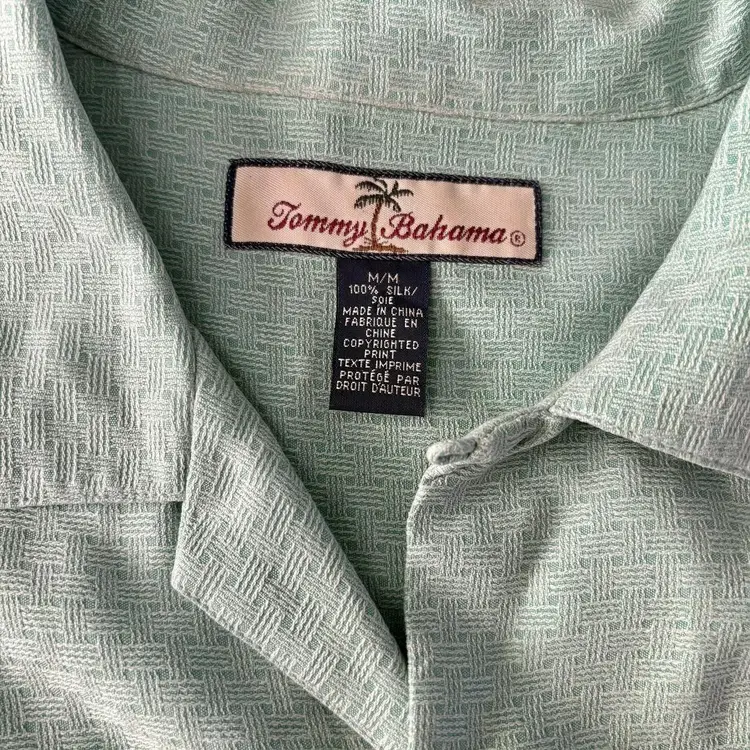 Tommy Bahama ®
M/M
100% SILK/
SOIE
MADE IN CHINA
FABRIQUE EN
CHINE
COPYRIGHTED
PRINT
TEXTE IMPRIME
PROTÉGÉ PAR
DROIT D'AUTEUR